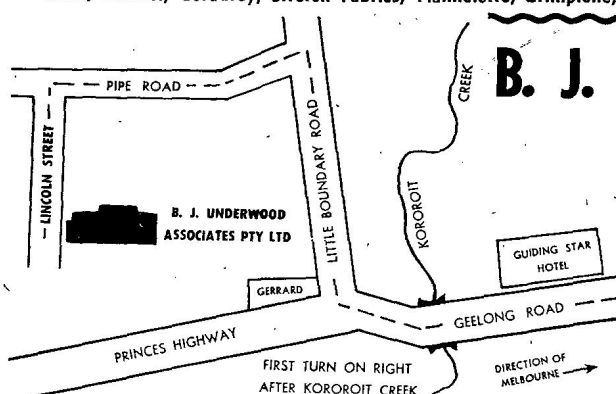 B. J.
CREEK
PIPE ROAD
LINCOLN STREET
LITTLE BOUNDARY ROAD
KOROROIT
B. J. UNDERWOOD
ASSOCIATES PTY LTD
GUIDING STAR
HOTEL
GERRARD
GEELONG ROAD
PRINCES HIGHWAY
FIRST TURN ON RIGHT
AFTER KOROROIT CREEK
DIRECTION OF
MELBOURNE